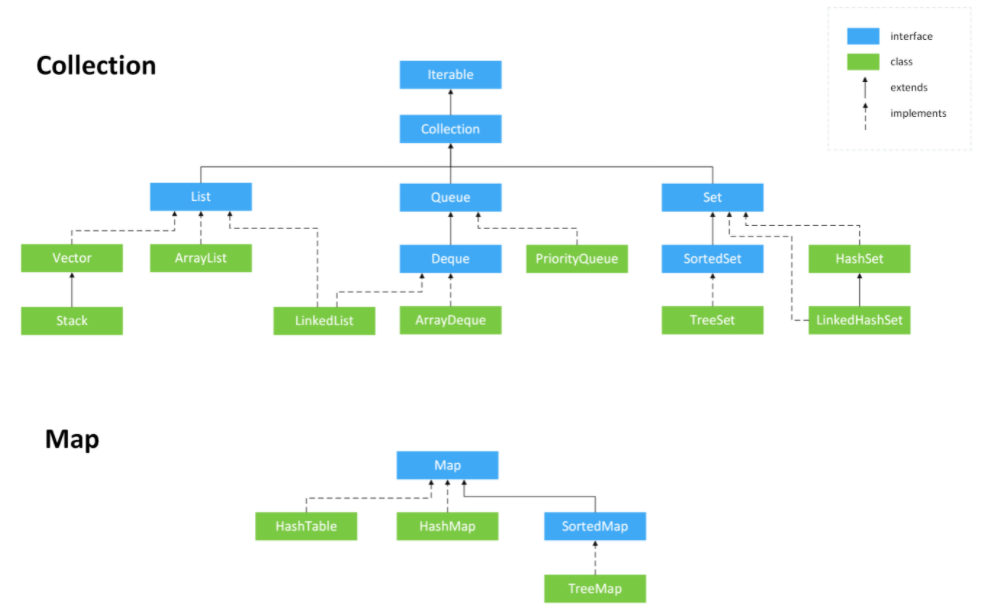 interface
class
extends
implements
Collection
Iterable
Collection
List
Queue
Set
Vector
ArrayList
Deque
PriorityQueue
SortedSet
HashSet
Stack
LinkedList
ArrayDeque
TreeSet
LinkedHashSet
Map
Map
HashTable
HashMap
SortedMap
TreeMap